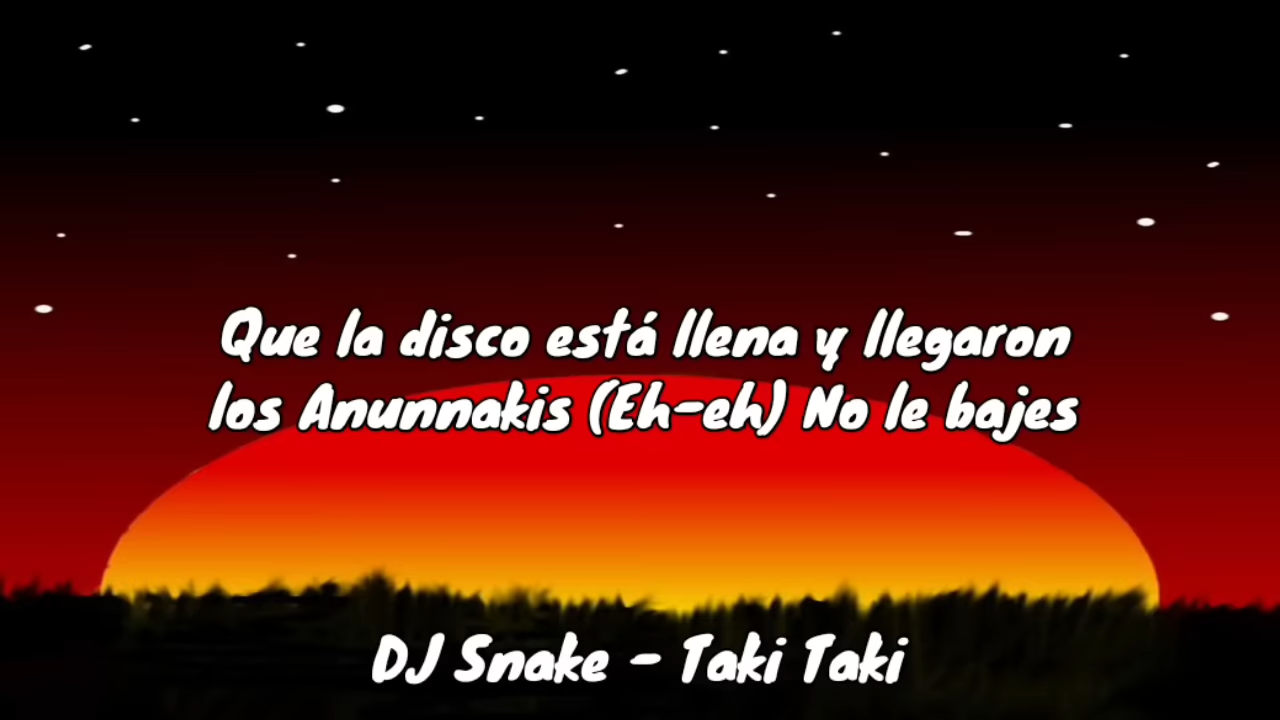 Que la disco está llena y llegaron
los Anunnakis (Eh-eh) No le bajes
DJ Snake - Taki Taki